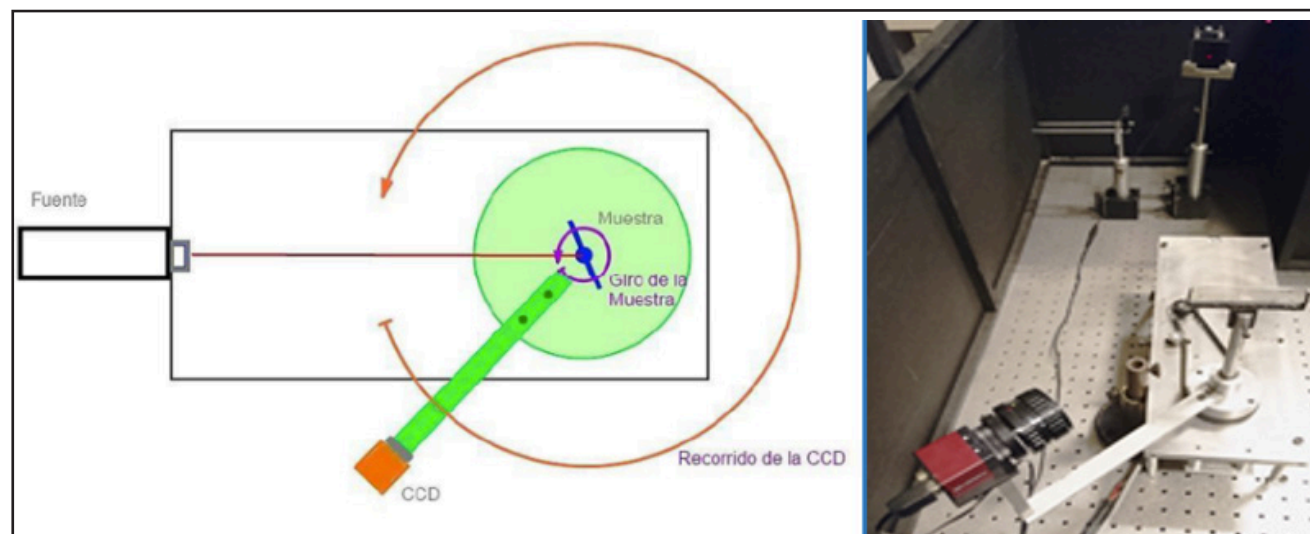 Fuente
Muestra
Giro de la
Muestra
Recorrido de la CCD
CCD